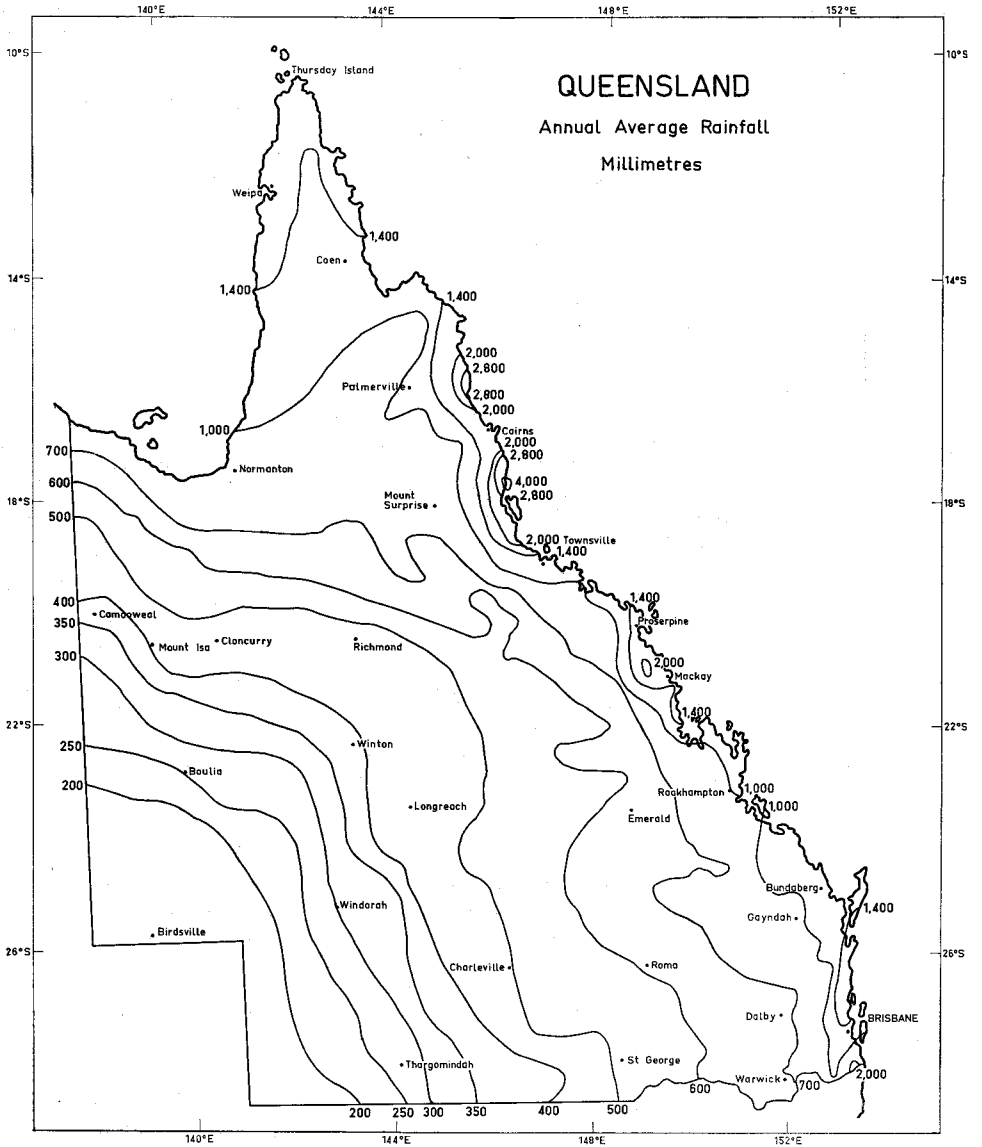 140°E 144°E 148°E 152°E
10°S 10°S
Thursday Island
QUEENSLAND
Annual Average Rainfall
Millimetres
Weipa
1,400
Coen
14°S 14°S
1,400
1,400
2,000
2,800
Palmerville
2,800
2,000
1,000
Cairns
2,000
700
2,800
Normanton
600
4,000
Mount
Surprise
2,800
18°S 18°S
500
2,000 Townsville
1,400
400
1,400
Camooweal
350
Proserpine
Mount Isa
Cloncurry
Richmond
300
2,000
Mackay
1,400
22°S 22°S
250
Winton
Boulia
200
Rockhampton
1,000
1,000
Longreach
Emerald
Bundaberg
Windorah
1,400
Gayndah
Birdsville
26°S 26°S
Charleville
Roma
Dalby
BRISBANE
Thargomindah
St George
Warwick
2,000
600
700
200 250 300 350 400 500
140°E 144°E 148°E 152°E